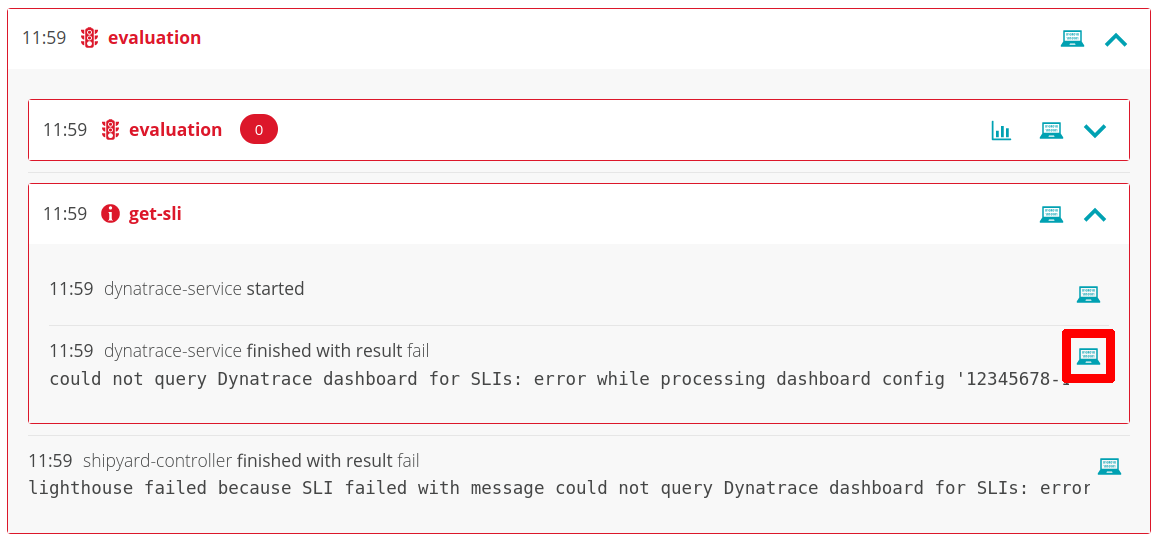 11:59 evaluation
11:59 evaluation 0
11:59 get-sli
11:59 dynatrace-service started
11:59 dynatrace-service finished with result fail
could not query Dynatrace dashboard for SLIs: error while processing dashboard config '12345678-
11:59 shipyard-controller finished with result fail
lighthouse failed because SLI failed with message could not query Dynatrace dashboard for SLIs: error